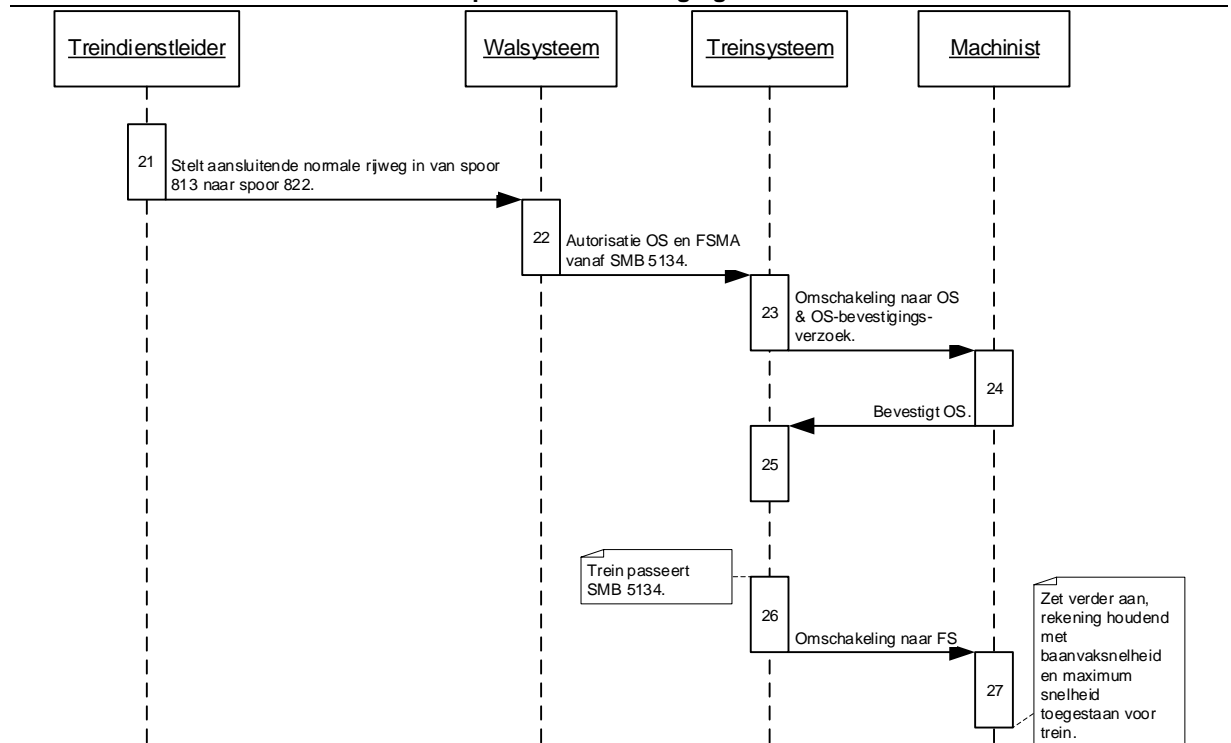 Treindienstleider
Walsysteem
Treinsysteem
Machinist
21
Stelt aansluitende normale rijweg in van spoor
813 naar spoor 822.
22
Autorisatie OS en FSMA
vanaf SMB 5134.
23
Omschakeling naar OS
& OS-bevestigings-
verzoek.
24
Bevestigt OS.
25
Trein passeert
SMB 5134.
26
Omschakeling naar FS
27
Zet verder aan,
rekening houdend
met
baanvaksnelheid
en maximum
snelheid
toegestaan voor
trein.